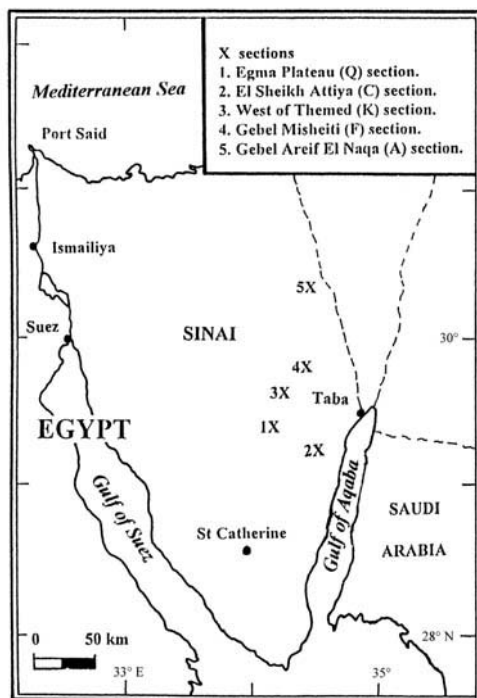 X sections
1. Egma Plateau (Q) section.
2. El Sheikh Attiya (C) section.
3. West of Themed (K) section.
4. Gebel Misheiti (F) section.
5. Gebel Areif El Naqa (A) section.
Mediterranean Sea
Port Said
Ismailiya
5X
Suez
SINAI
30°
4X
3X
Taba
EGYPT
1X
2X
Gulf of Suez
Gulf of Aqaba
SAUDI
ARABIA
St Catherine
0 50 km
28° N
33° E
35°